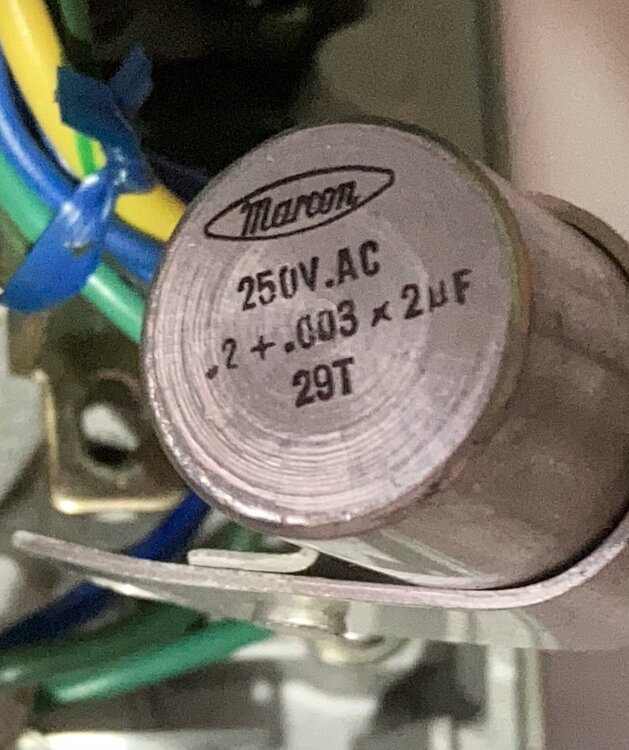 Marcon
250V.AC
.2 + .003 × 2µF
29T